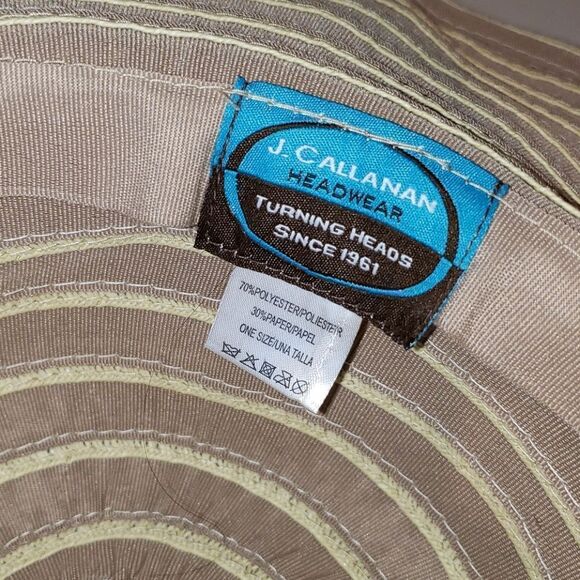 J. CALLANAN
HEADWEAR
TURNING HEADS
SINCE 1961
70%POLYESTER/POLIESTER
30%PAPER/PAPEL
ONE SIZE/UNA TALLA